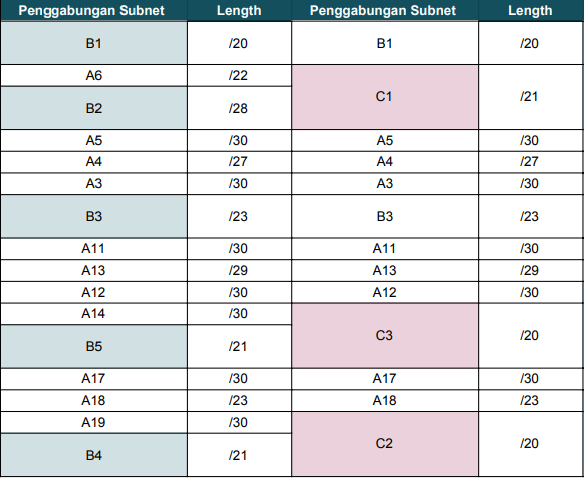 Penggabungan Subnet Length Penggabungan Subnet Length
B1 /20 B1 /20
A6 /22
C1 /21
B2 /28
A5 /30 A5 /30
A4 /27 A4 /27
A3 /30 A3 /30
B3 /23 B3 /23
A11 /30 A11 /30
A13 /29 A13 /29
A12 /30 A12 /30
A14 /30
C3 /20
B5 /21
A17 /30 A17 /30
A18 /23 A18 /23
A19 /30
C2 /20
B4 /21